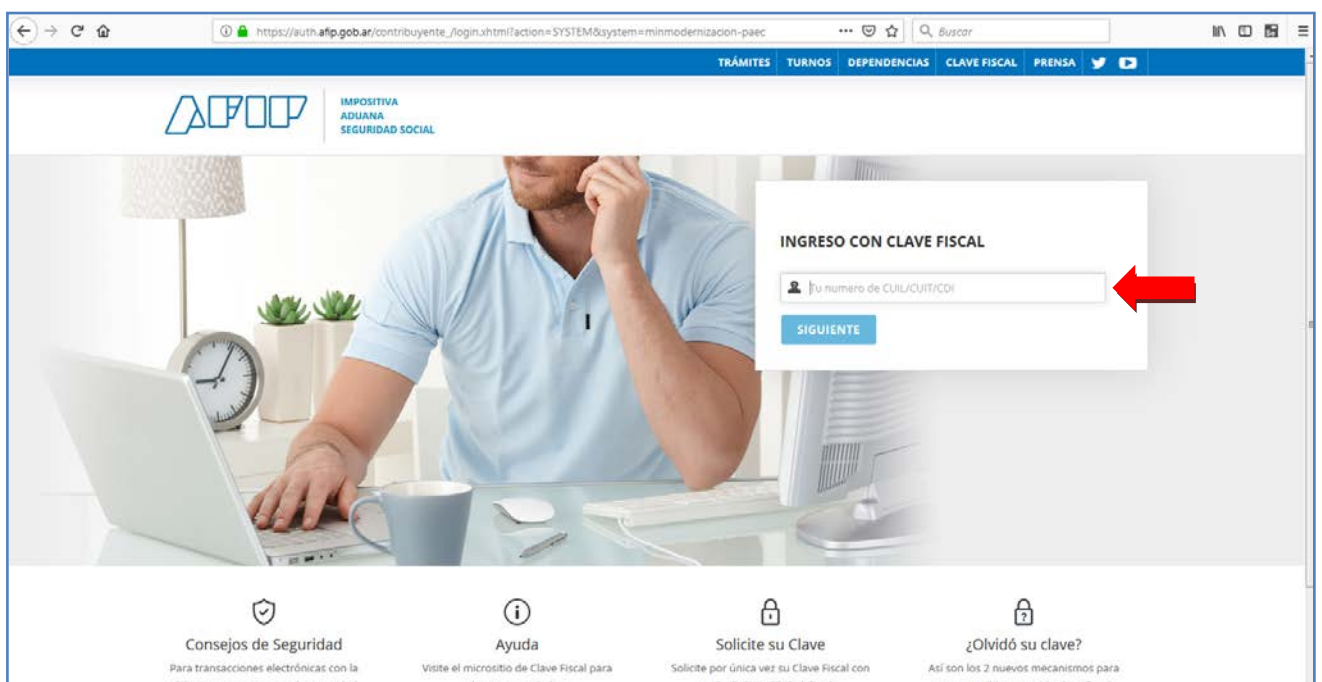 https://auth.afip.gob.ar/contribuyente_/login.xhtml?action=SYSTEM&system=minmodernizacion-paec
Buscar
TRÁMITES TURNOS DEPENDENCIAS CLAVE FISCAL PRENSA
AFIP
IMPOSITIVA
ADUANA
SEGURIDAD SOCIAL
INGRESO CON CLAVE FISCAL
Tu numero de CUIL/CUIT/CDI
SIGUIENTE
Consejos de Seguridad
Para transacciones electrónicas con la
Ayuda
Visite el micrositio de Clave Fiscal para
Solicite su Clave
Solicite por única vez su Clave Fiscal con
¿Olvidó su clave?
Así son los 2 nuevos mecanismos para